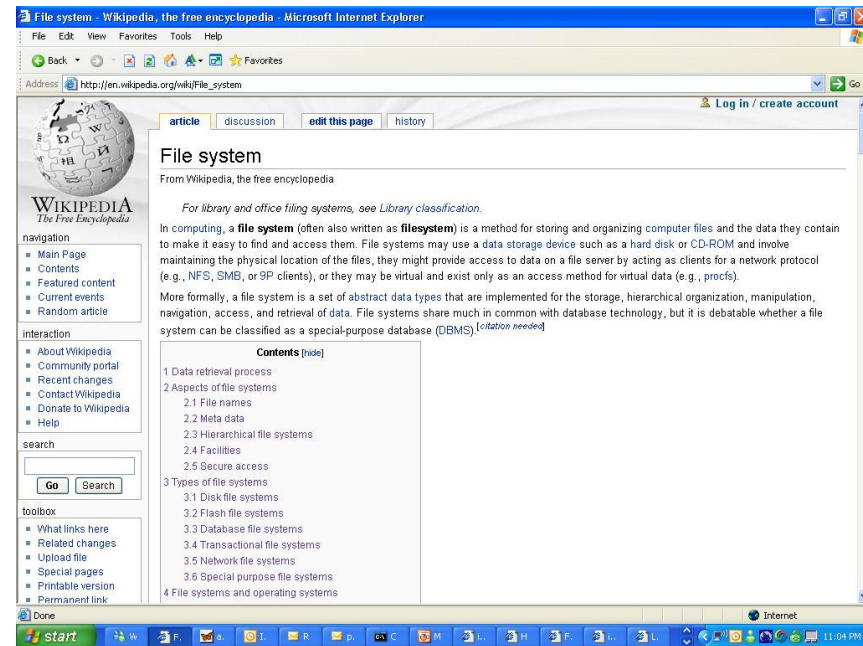 File system - Wikipedia, the free encyclopedia - Microsoft Internet Explorer
File Edit View Favorites Tools Help
Back Favorites
Address http://en.wikipedia.org/wiki/File_system Go
Log in / create account
article discussion edit this page history
File system
From Wikipedia, the free encyclopedia
For library and office filing systems, see Library classification.
In computing, a file system (often also written as filesystem) is a method for storing and organizing computer files and the data they contain
to make it easy to find and access them. File systems may use a data storage device such as a hard disk or CD-ROM and involve
maintaining the physical location of the files, they might provide access to data on a file server by acting as clients for a network protocol
(e.g., NFS, SMB, or 9P clients), or they may be virtual and exist only as an access method for virtual data (e.g., procfs).
More formally, a file system is a set of abstract data types that are implemented for the storage, hierarchical organization, manipulation,
navigation, access, and retrieval of data. File systems share much in common with database technology, but it is debatable whether a file
system can be classified as a special-purpose database (DBMS).[citation needed]
Contents [hide]
1 Data retrieval process
2 Aspects of file systems
2.1 File names
2.2 Meta data
2.3 Hierarchical file systems
2.4 Facilities
2.5 Secure access
3 Types of file systems
3.1 Disk file systems
3.2 Flash file systems
3.3 Database file systems
3.4 Transactional file systems
3.5 Network file systems
3.6 Special purpose file systems
4 File systems and operating systems
WIKIPEDIA
The Free Encyclopedia
navigation
Main Page
Contents
Featured content
Current events
Random article
interaction
About Wikipedia
Community portal
Recent changes
Contact Wikipedia
Donate to Wikipedia
Help
search
Go Search
toolbox
What links here
Related changes
Upload file
Special pages
Printable version
Permanent link
Done Internet
start W F. a. I. R p. C M i.. H F. i.. L 11:04 PM